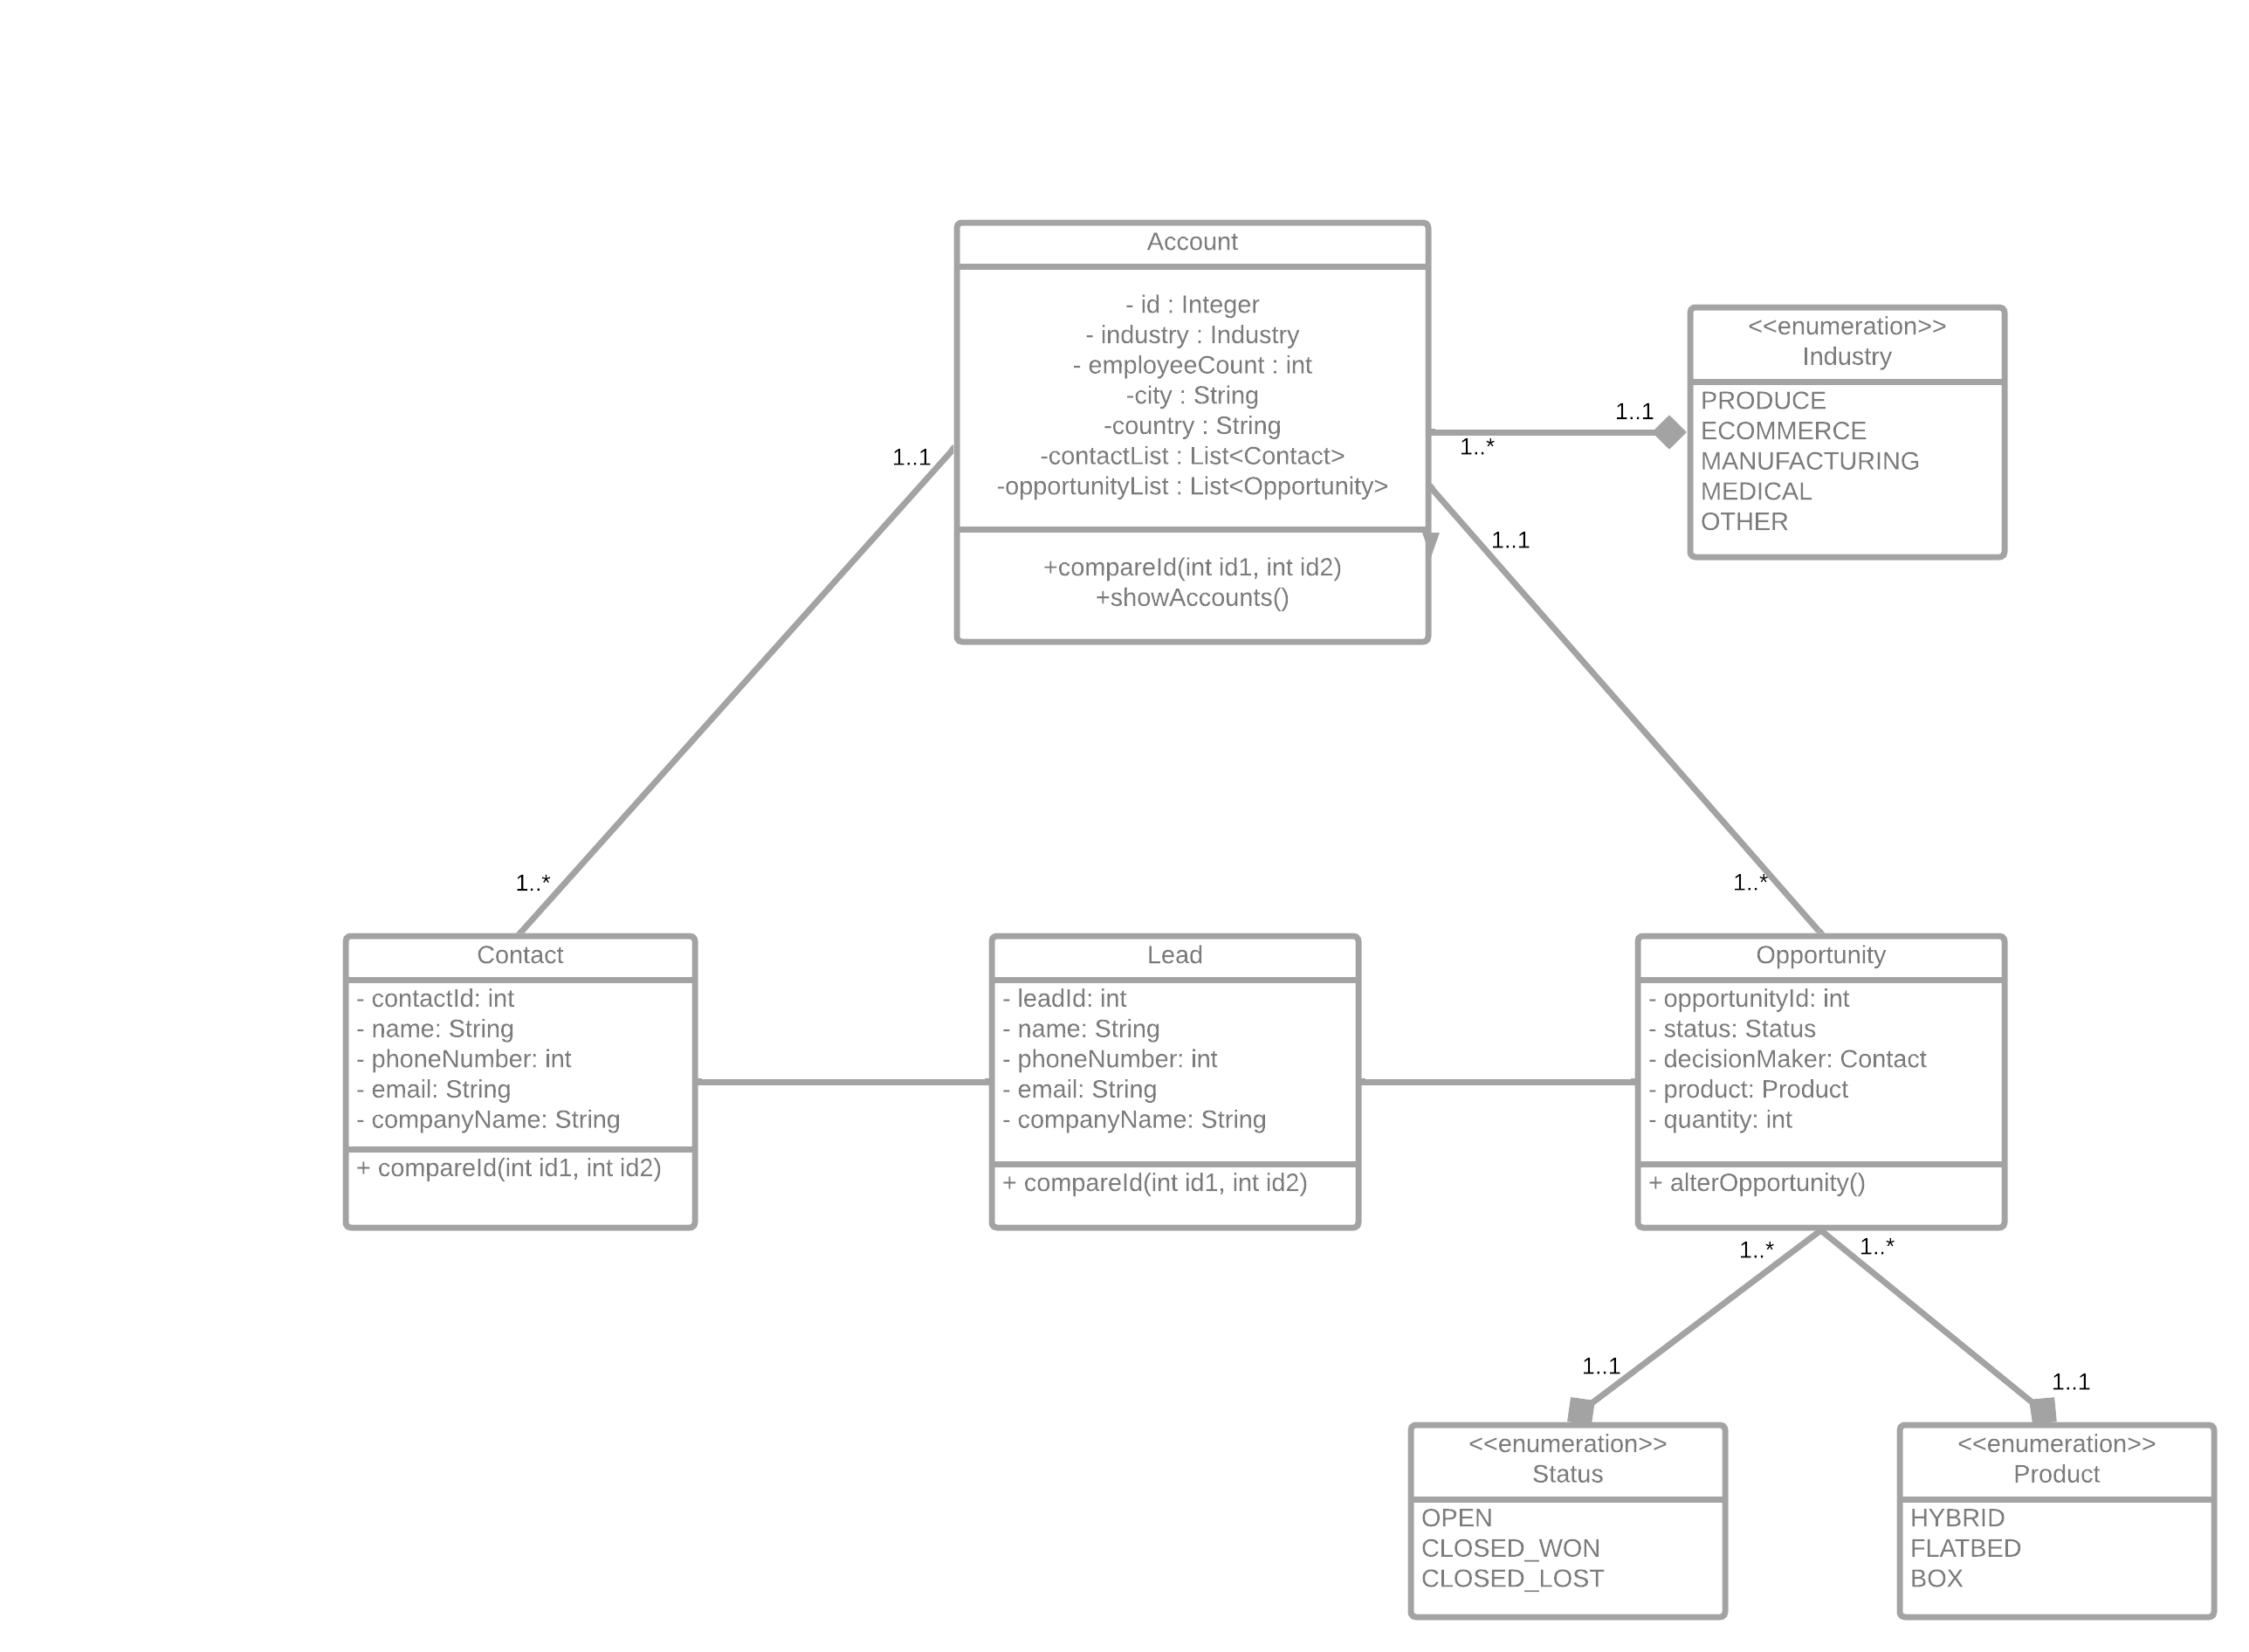 Account
- id : Integer
- industry : Industry
- employeeCount : int
-city : String
-country : String
-contactList : List<Contact>
-opportunityList : List<Opportunity>
+compareId(int id1, int id2)
+showAccounts()
<<enumeration>>
Industry
PRODUCE
ECOMMERCE
MANUFACTURING
MEDICAL
OTHER
1..1
1..*
1..1
1..1
1..*
1..*
Contact
- contactId: int
- name: String
- phoneNumber: int
- email: String
- companyName: String
+ compareId(int id1, int id2)
Lead
- leadId: int
- name: String
- phoneNumber: int
- email: String
- companyName: String
+ compareId(int id1, int id2)
Opportunity
- opportunityId: int
- status: Status
- decisionMaker: Contact
- product: Product
- quantity: int
+ alterOpportunity()
1..*
1..*
1..1
1..1
<<enumeration>>
Status
OPEN
CLOSED_WON
CLOSED_LOST
<<enumeration>>
Product
HYBRID
FLATBED
BOX